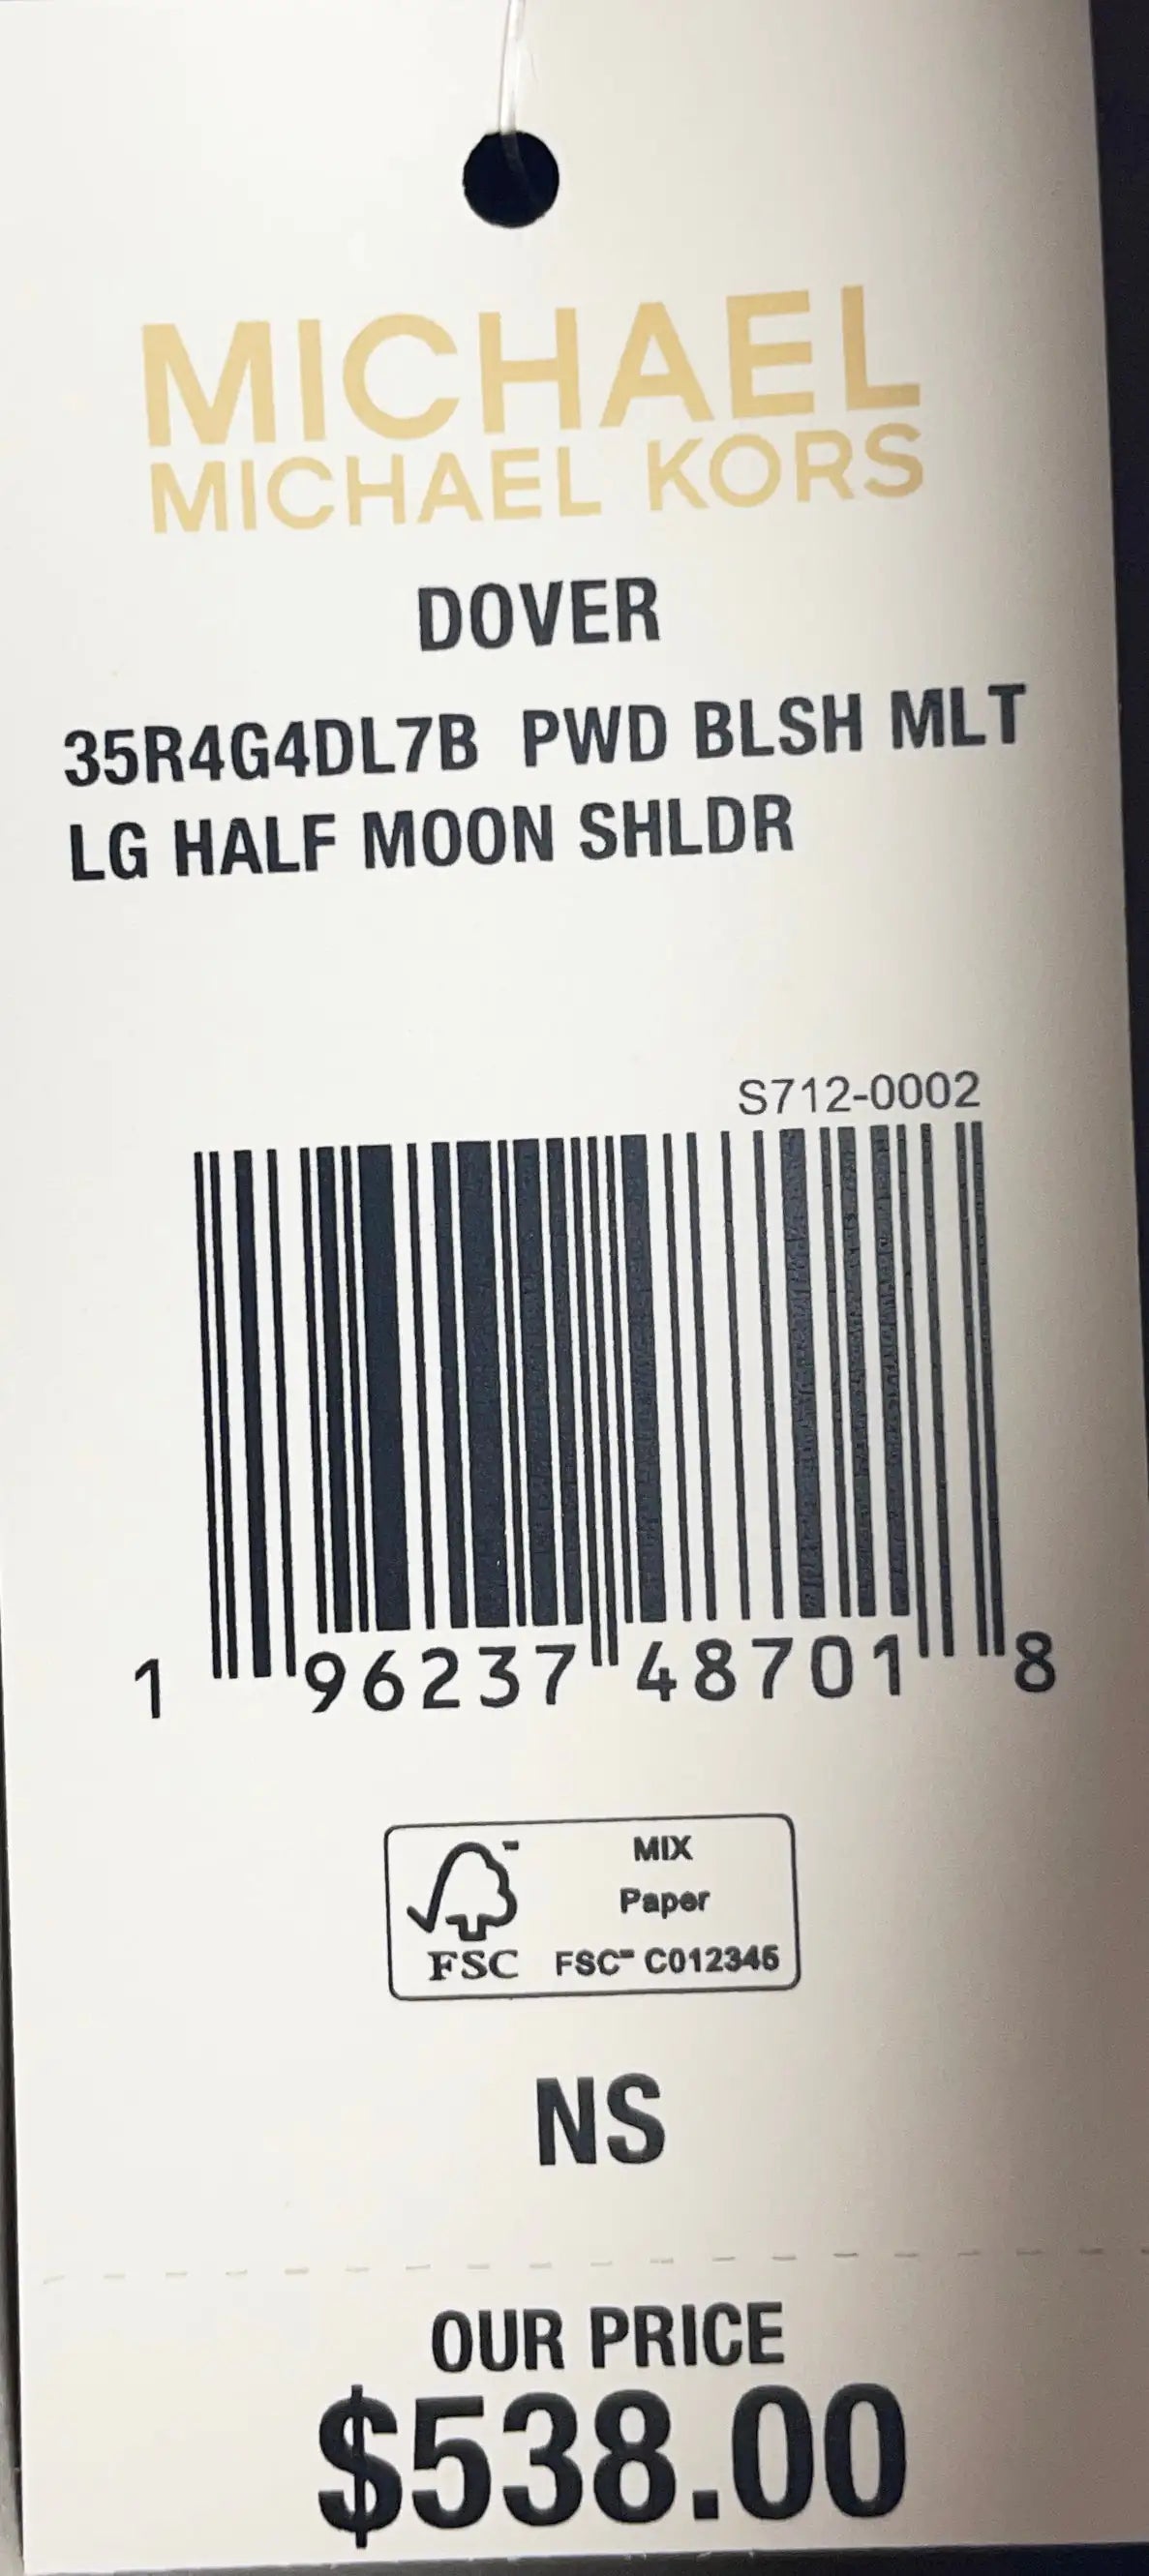 MICHAEL
MICHAEL KORS
DOVER
35R4G4DL7B PWD BLSH MLT
LG HALF MOON SHLDR
S712-0002
1 96237 48701 8
FSC
MIX
Paper
FSC™ C012345
NS
OUR PRICE
$538.00